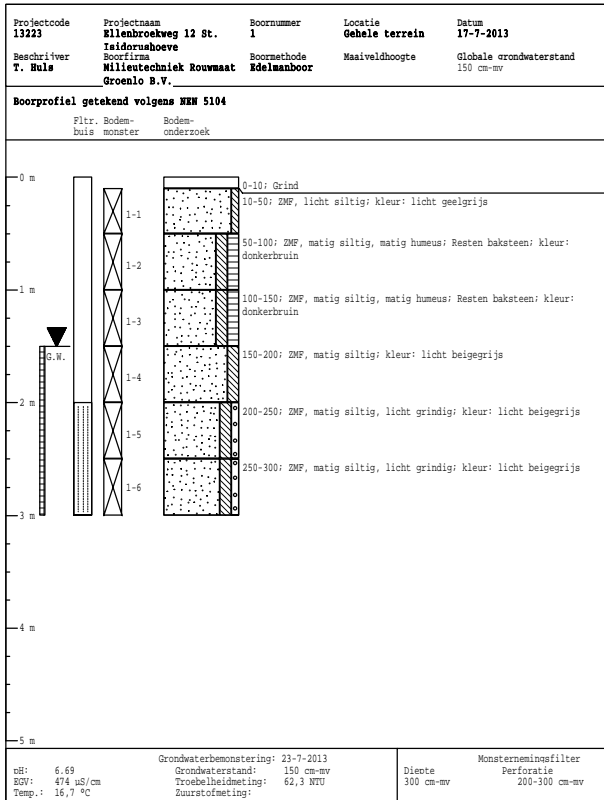 Projectcode Projectnaam Boornummer Locatie Datum
13223 Ellenbroekweg 12 St. 1 Gehele terrein 17-7-2013
Isidorushoeve
Beschrijver Boorfirma Boormethode Maaiveldhoogte Globale grondwaterstand
T. Huls Milieutechniek Rouwmaat Edelmanboor 150 cm-mv
Groenlo B.V.
Boorprofiel getekend volgens NEN 5104
Fltr. Bodem- Bodem-
buis monster onderzoek
0 m
0-10; Grind
10-50; ZMF, licht siltig; kleur: licht geelgrijs
1-1
50-100; ZMF, matig siltig, matig humeus; Resten baksteen; kleur:
donkerbruin
1-2
1 m
100-150; ZMF, matig siltig, matig humeus; Resten baksteen; kleur:
donkerbruin
1-3
G.W.
150-200; ZMF, matig siltig; kleur: licht beigegrijs
1-4
2 m
200-250; ZMF, matig siltig, licht grindig; kleur: licht beigegrijs
1-5
250-300; ZMF, matig siltig, licht grindig; kleur: licht beigegrijs
1-6
3 m
4 m
5 m
Grondwaterbemonstering: 23-7-2013 Monsternemingsfilter
pH: 6.69 Grondwaterstand: 150 cm-mv Diepte Perforatie
EGV: 474 µS/cm Troebelheidmeting: 62,3 NTU 300 cm-mv 200-300 cm-mv
Temp.: 16,7 °C Zuurstofmeting: